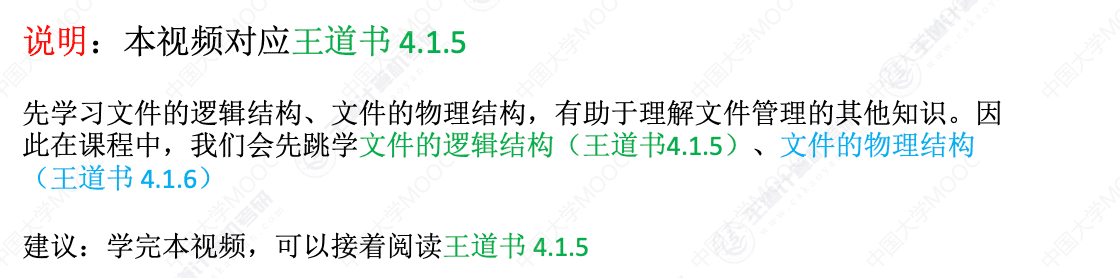 说明：本视频对应王道书 4.1.5
先学习文件的逻辑结构、文件的物理结构，有助于理解文件管理的其他知识。因
此在课程中，我们会先跳学文件的逻辑结构（王道书4.1.5）、文件的物理结构
（王道书 4.1.6）
建议：学完本视频，可以接着阅读王道书 4.1.5